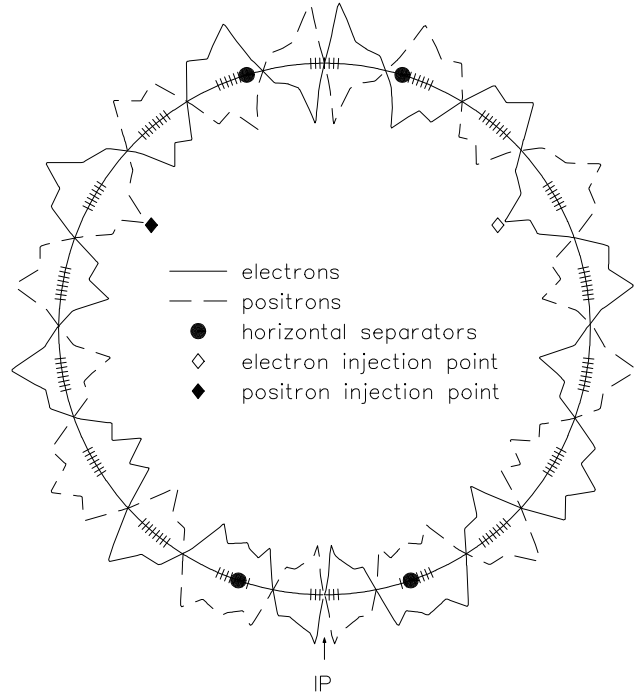 electrons
positrons
horizontal separators
electron injection point
positron injection point
IP